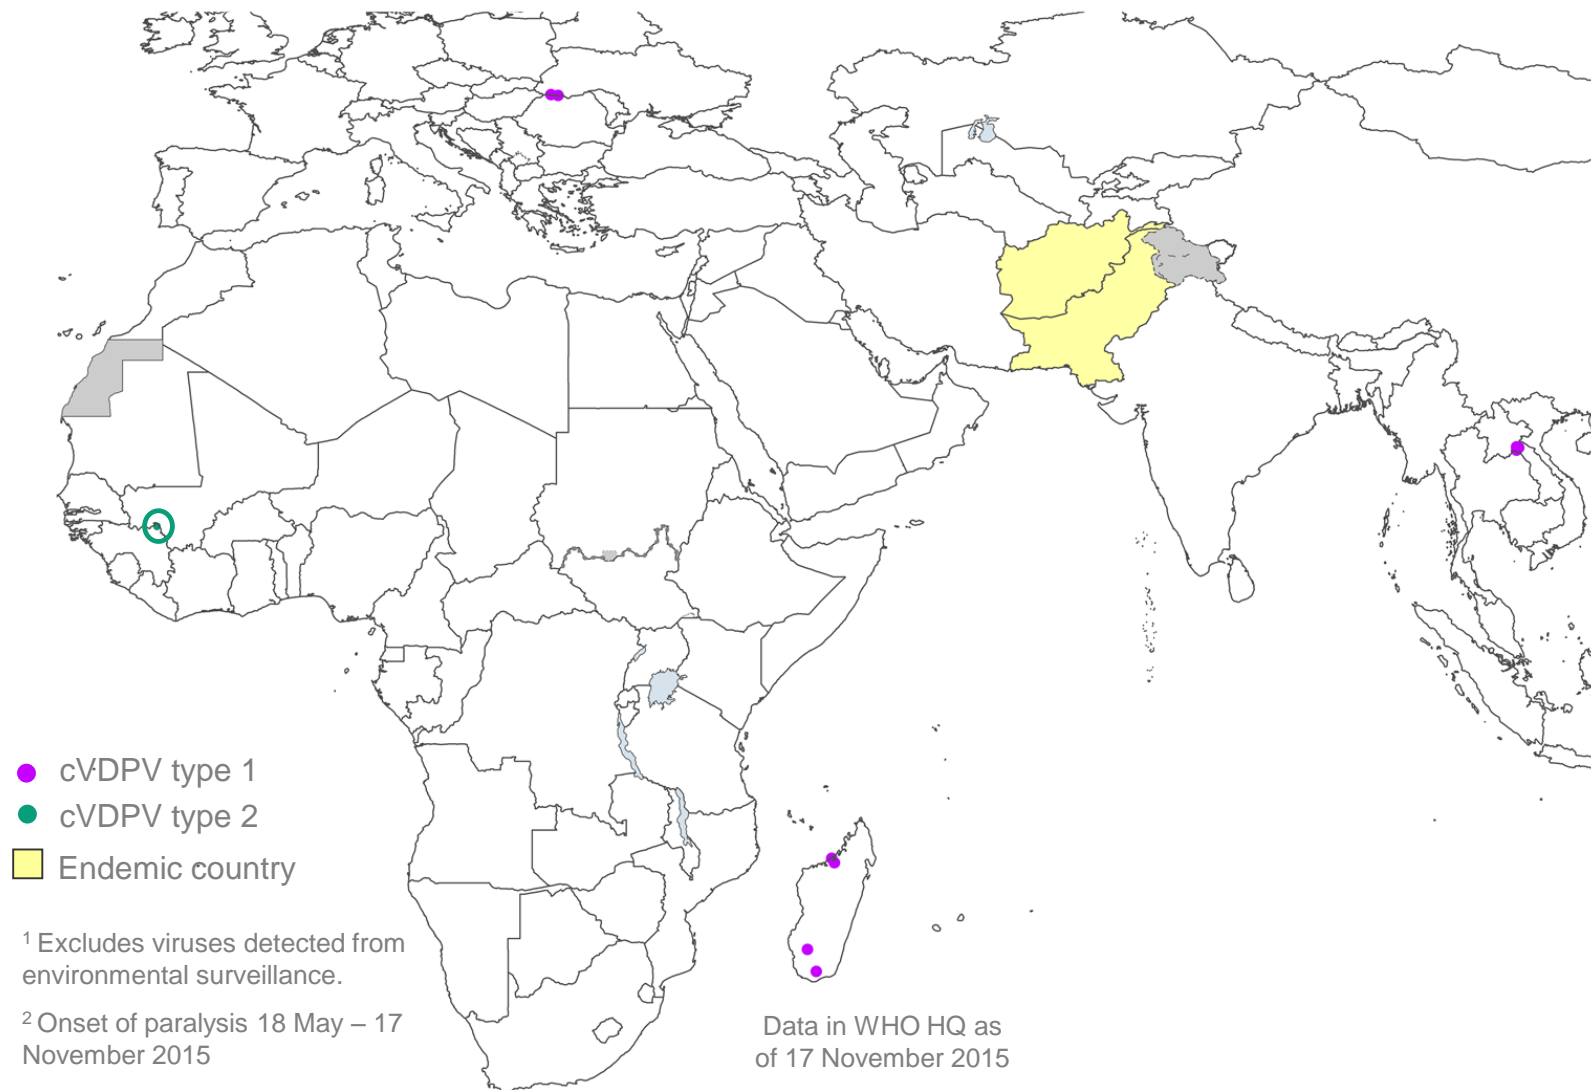 cVDPV type 1
cVDPV type 2
Endemic country
1 Excludes viruses detected from
environmental surveillance.
2 Onset of paralysis 18 May – 17
November 2015
Data in WHO HQ as
of 17 November 2015